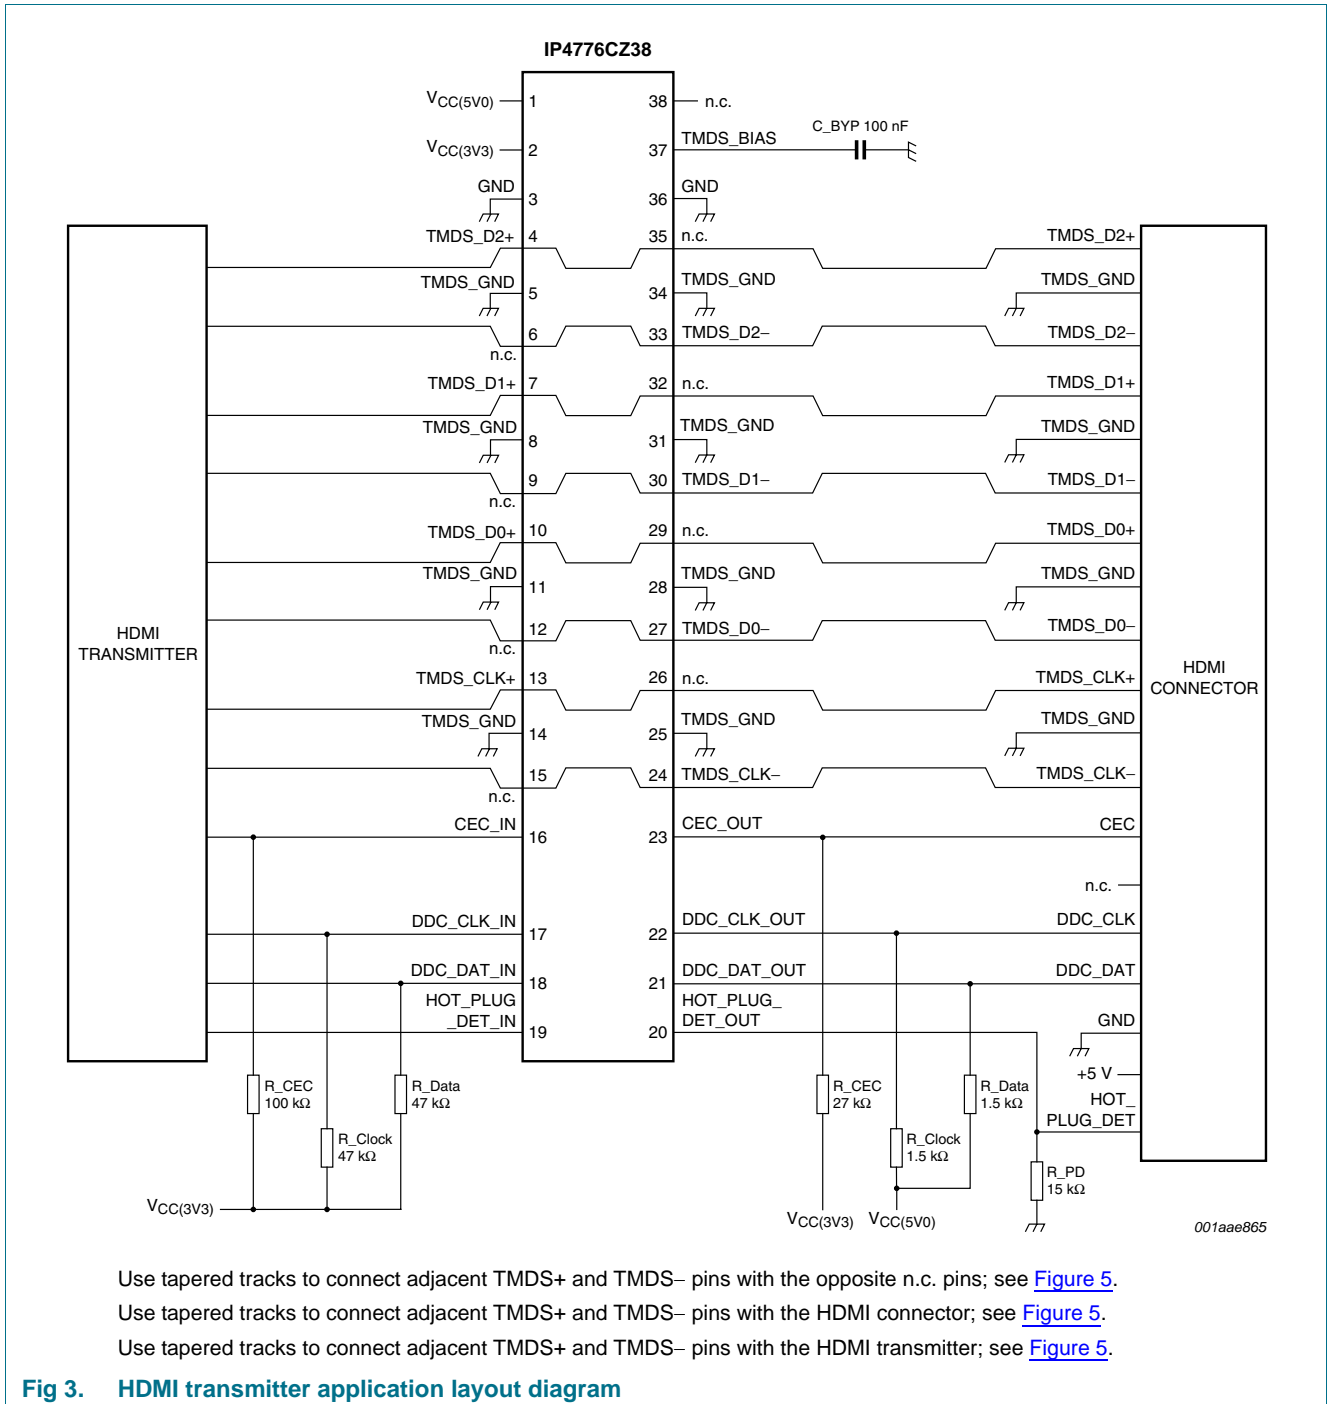 IP4776CZ38
VCC(5V0) 1 38 n.c.
C_BYP 100 nF
VCC(3V3) 2 37 TMDS_BIAS
GND 3 36 GND
TMDS_D2+ 4 35 n.c. TMDS_D2+
TMDS_GND 5 34 TMDS_GND TMDS_GND
n.c. 6 33 TMDS_D2− TMDS_D2−
TMDS_D1+ 7 32 n.c. TMDS_D1+
TMDS_GND 8 31 TMDS_GND TMDS_GND
n.c. 9 30 TMDS_D1− TMDS_D1−
TMDS_D0+ 10 29 n.c. TMDS_D0+
TMDS_GND 11 28 TMDS_GND TMDS_GND
n.c. 12 27 TMDS_D0− TMDS_D0−
HDMI
TRANSMITTER
HDMI
CONNECTOR
TMDS_CLK+ 13 26 n.c. TMDS_CLK+
TMDS_GND 14 25 TMDS_GND TMDS_GND
n.c. 15 24 TMDS_CLK− TMDS_CLK−
CEC_IN 16 23 CEC_OUT CEC
n.c.
DDC_CLK_IN 17 22 DDC_CLK_OUT DDC_CLK
DDC_DAT_IN 18 21 DDC_DAT_OUT DDC_DAT
HOT_PLUG
_DET_IN 19 20 HOT_PLUG_
DET_OUT
GND
+5 V
HOT_
PLUG_DET
R_CEC
100 kΩ
R_Data
47 kΩ
R_Clock
47 kΩ
VCC(3V3)
R_CEC
27 kΩ
R_Data
1.5 kΩ
R_Clock
1.5 kΩ
R_PD
15 kΩ
VCC(3V3) VCC(5V0)
001aae865
Use tapered tracks to connect adjacent TMDS+ and TMDS− pins with the opposite n.c. pins; see Figure 5.
Use tapered tracks to connect adjacent TMDS+ and TMDS− pins with the HDMI connector; see Figure 5.
Use tapered tracks to connect adjacent TMDS+ and TMDS− pins with the HDMI transmitter; see Figure 5.
Fig 3. HDMI transmitter application layout diagram